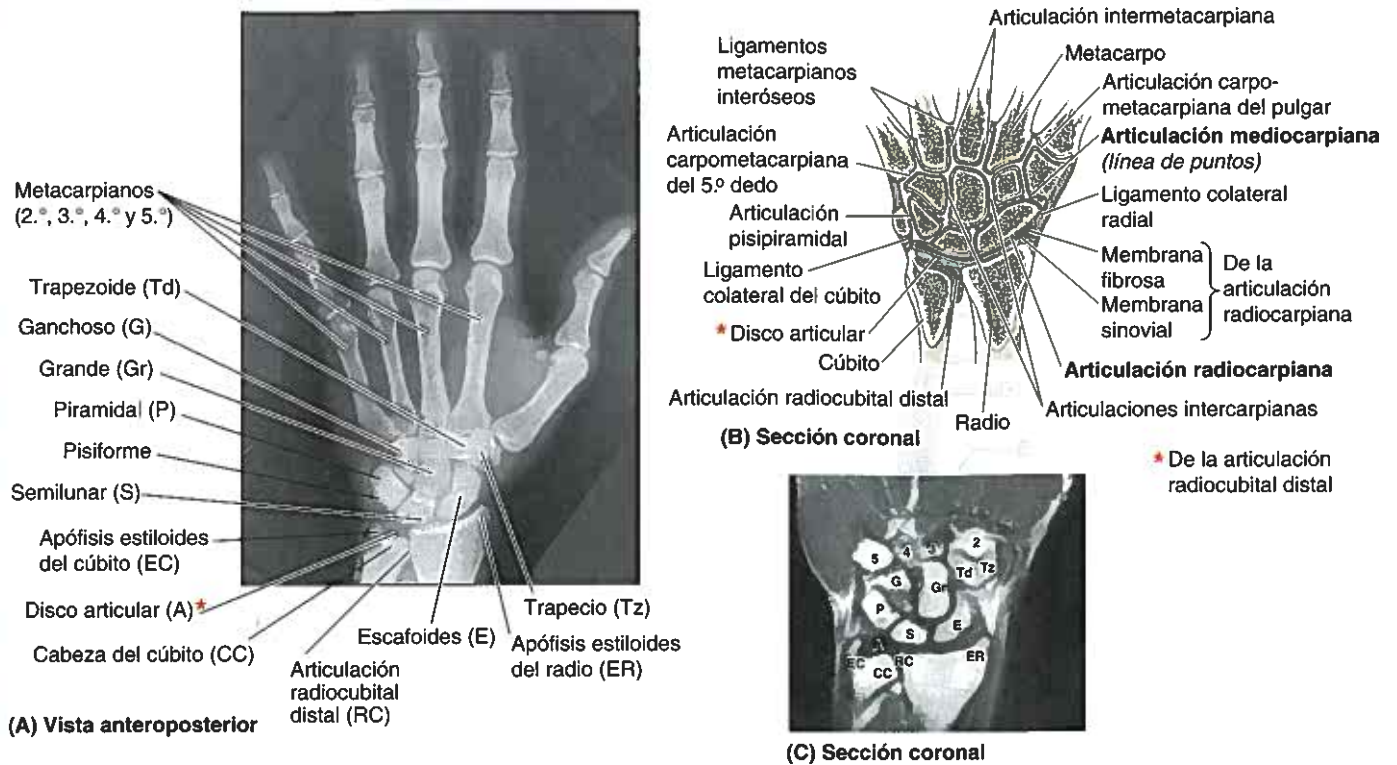 Metacarpianos
(2.°, 3.°, 4.° y 5.°)
Trapezoide (Td)
Ganchoso (G)
Grande (Gr)
Piramidal (P)
Pisiforme
Semilunar (S)
Apófisis estiloides
del cúbito (EC)
Disco articular (A)*
Cabeza del cúbito (CC)
Articulación
radiocubital
distal (RC)
Escafoides (E)
Trapecio (Tz)
Apófisis estiloides
del radio (ER)
(A) Vista anteroposterior
Articulación intermetacarpiana
Ligamentos
metacarpianos
interóseos
Metacarpo
Articulación carpo-
metacarpiana del pulgar
Articulación
carpometacarpiana
del 5.º dedo
Articulación mediocarpiana
(línea de puntos)
Articulación
pisipiramidal
Ligamento colateral
radial
Ligamento
colateral del cúbito
Membrana
fibrosa
Membrana
sinovial
De la
articulación
radiocarpiana
* Disco articular
Cúbito
Articulación radiocarpiana
Articulación radiocubital distal
Radio
Articulaciones intercarpianas
(B) Sección coronal
* De la articulación
radiocubital distal
5 4 3 2
G Gr Td Tz
P S E
EC CC RC ER
(C) Sección coronal